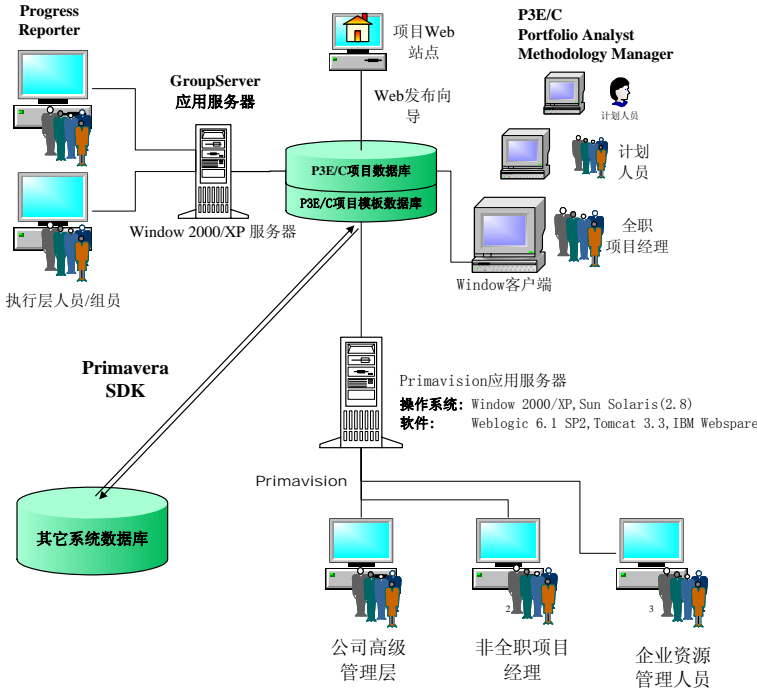 Progress
Reporter
GroupServer
应用服务器
项目Web
站点
Web发布向
导
P3E/C
Portfolio Analyst
Methodology Manager
计划人员
计划
人员
全职
项目经理
P3E/C项目数据库
P3E/C项目模板数据库
Window 2000/XP 服务器
Window客户端
执行层人员/组员
Primavera
SDK
Primavision应用服务器
操作系统: Window 2000/XP,Sun Solaris(2.8)
软件: Weblogic 6.1 SP2,Tomcat 3.3,IBM Webspare
Primavision
其它系统数据库
2
3
公司高级
管理层
非全职项目
经理
企业资源
管理人员